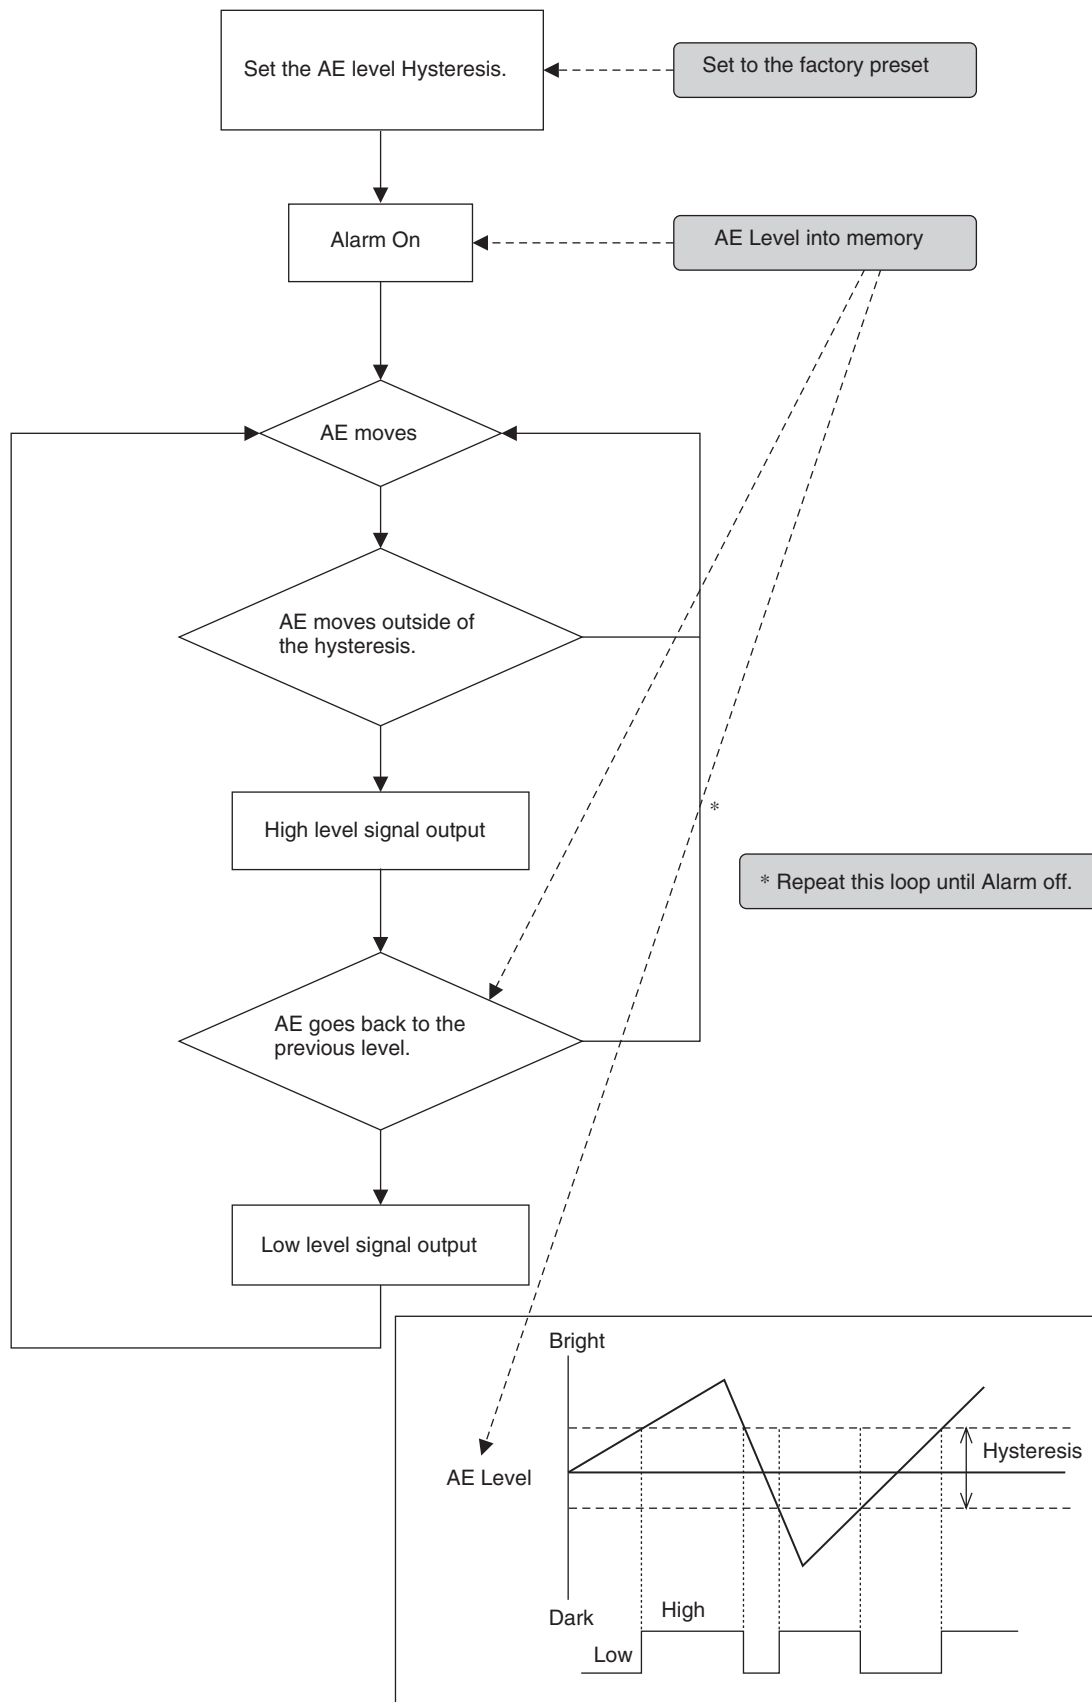 Set the AE level Hysteresis.
Set to the factory preset
Alarm On
AE Level into memory
AE moves
AE moves outside of
the hysteresis.
High level signal output
*
* Repeat this loop until Alarm off.
AE goes back to the
previous level.
Low level signal output
Bright
Hysteresis
AE Level
Dark
High
Low